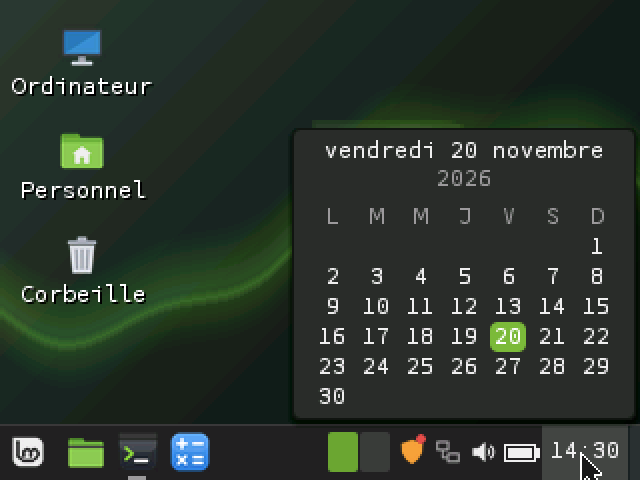 Ordinateur
Personnel
Corbeille
vendredi 20 novembre
2026
L M M J V S D
1
2 3 4 5 6 7 8
9 10 11 12 13 14 15
16 17 18 19 20 21 22
23 24 25 26 27 28 29
30
lm
14:30